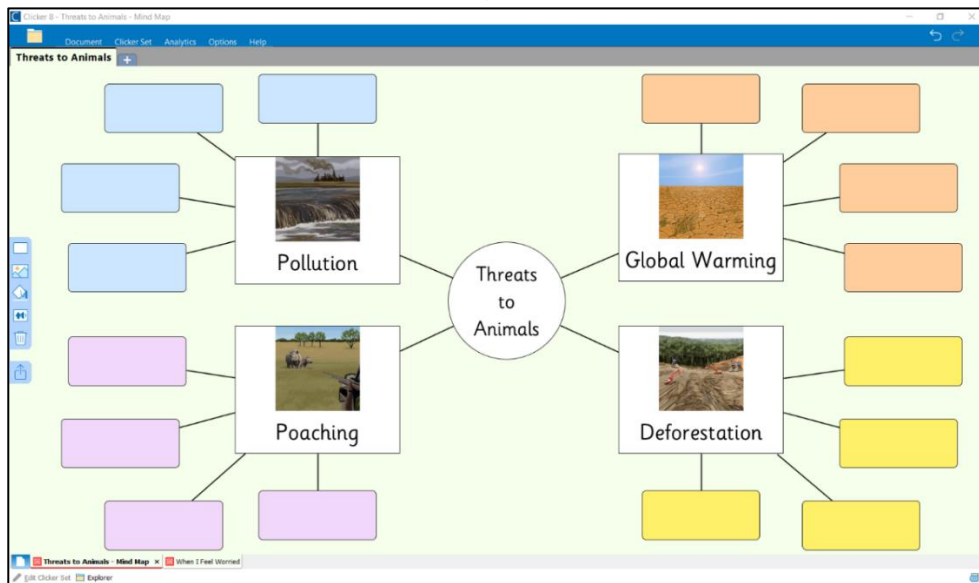 Clicker 8 - Threats to Animals - Mind Map
Document Clicker Set Analytics Options Help
Threats to Animals +
Pollution
Global Warming
Threats
to
Animals
Poaching
Deforestation
Threats to Animals - Mind Map x When I Feel Worried
Edit Clicker Set Explorer